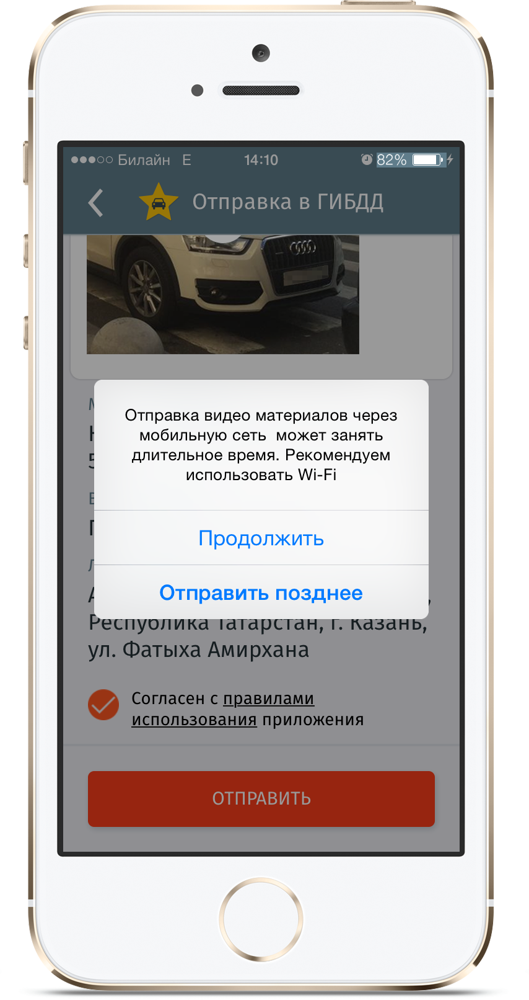 Билайн E 14:10 82%
Отправка в ГИБДД
Отправка видео материалов через
мобильную сеть может занять
длительное время. Рекомендуем
использовать Wi-Fi
Продолжить
Отправить позднее
Республика Татарстан, г. Казань,
ул. Фатыха Амирхана
Согласен с правилами
использования приложения
ОТПРАВИТЬ